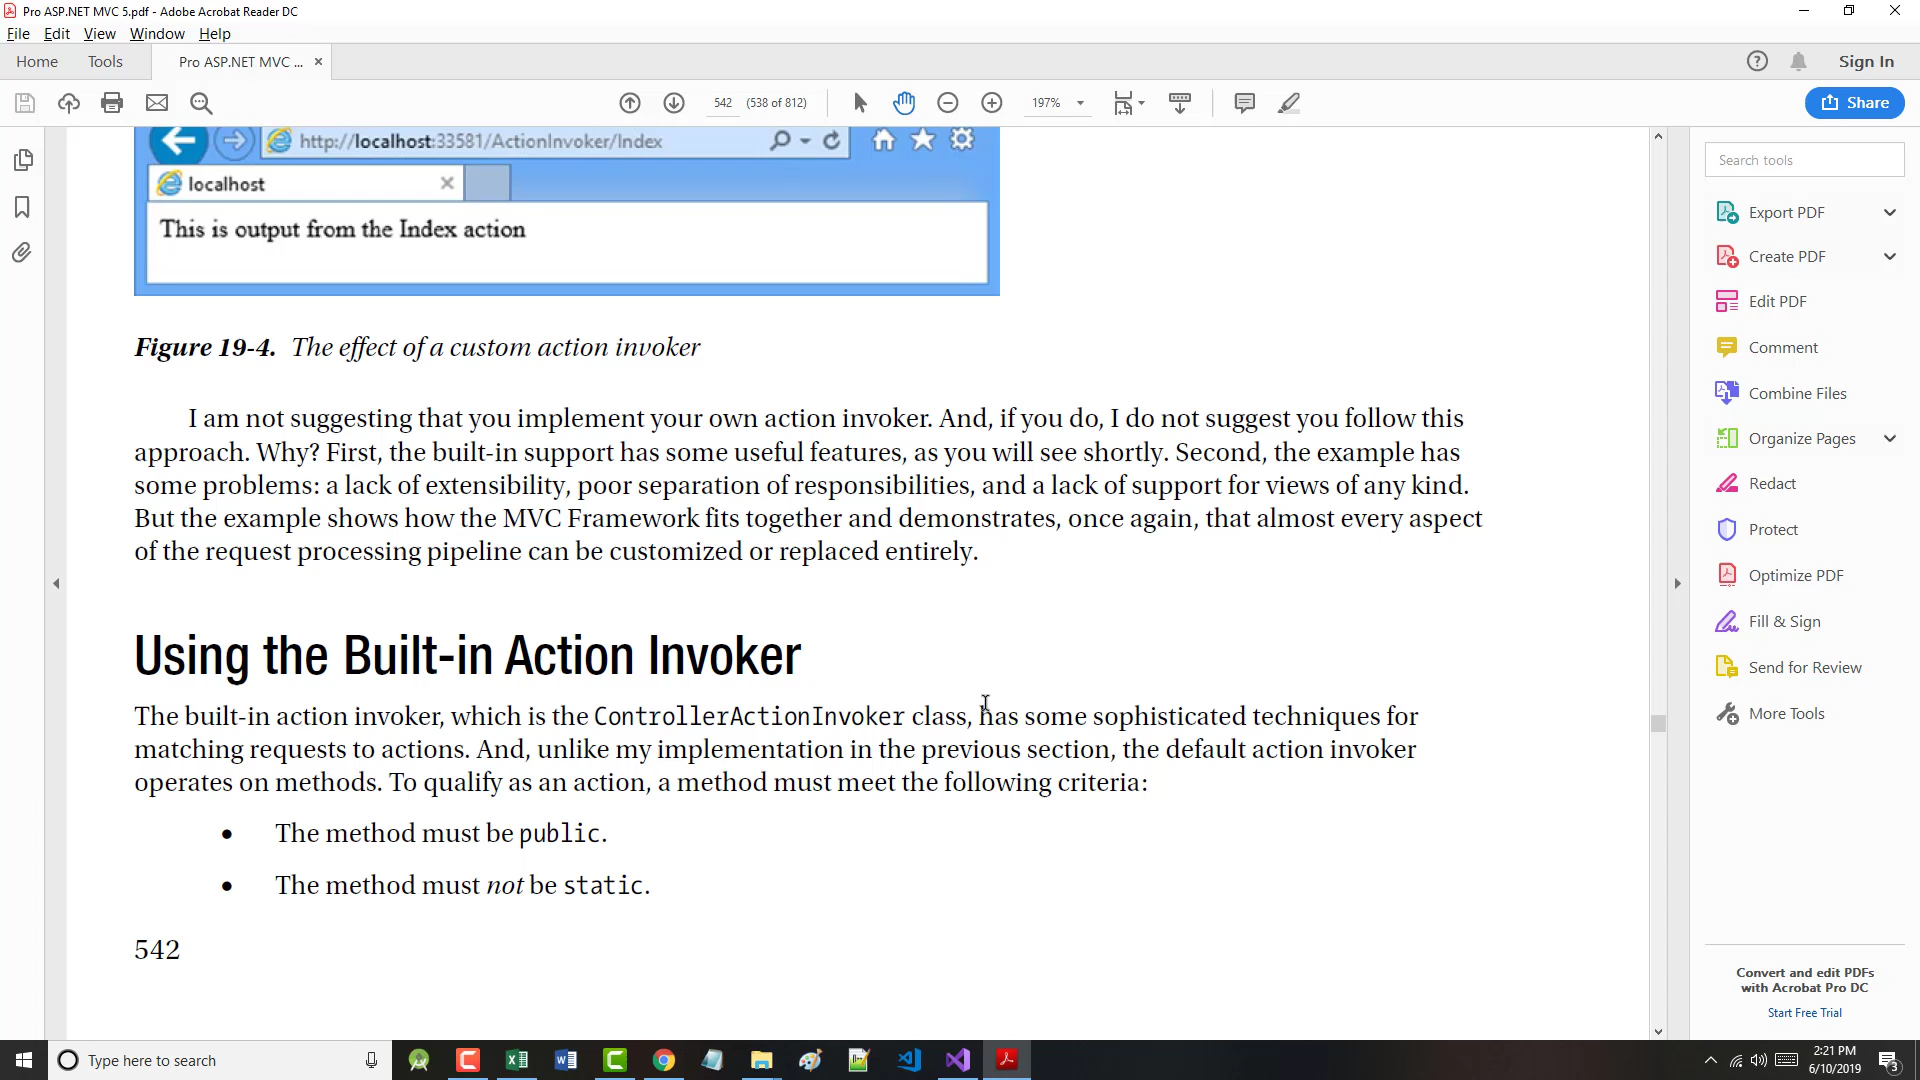 Pro ASP.NET MVC 5.pdf - Adobe Acrobat Reader DC
File Edit View Window Help
Home Tools Pro ASP.NET MVC ... × Sign In
542 (538 of 812) 197% Share
http://localhost:33581/ActionInvoker/Index
localhost
This is output from the Index action
Figure 19-4. The effect of a custom action invoker
I am not suggesting that you implement your own action invoker. And, if you do, I do not suggest you follow this
approach. Why? First, the built-in support has some useful features, as you will see shortly. Second, the example has
some problems: a lack of extensibility, poor separation of responsibilities, and a lack of support for views of any kind.
But the example shows how the MVC Framework fits together and demonstrates, once again, that almost every aspect
of the request processing pipeline can be customized or replaced entirely.
Using the Built-in Action Invoker
The built-in action invoker, which is the ControllerActionInvoker class, has some sophisticated techniques for
matching requests to actions. And, unlike my implementation in the previous section, the default action invoker
operates on methods. To qualify as an action, a method must meet the following criteria:
• The method must be public.
• The method must not be static.
542
Search tools
Export PDF
Create PDF
Edit PDF
Comment
Combine Files
Organize Pages
Redact
Protect
Optimize PDF
Fill & Sign
Send for Review
More Tools
Convert and edit PDFs
with Acrobat Pro DC
Start Free Trial
Type here to search
2:21 PM
6/10/2019
3